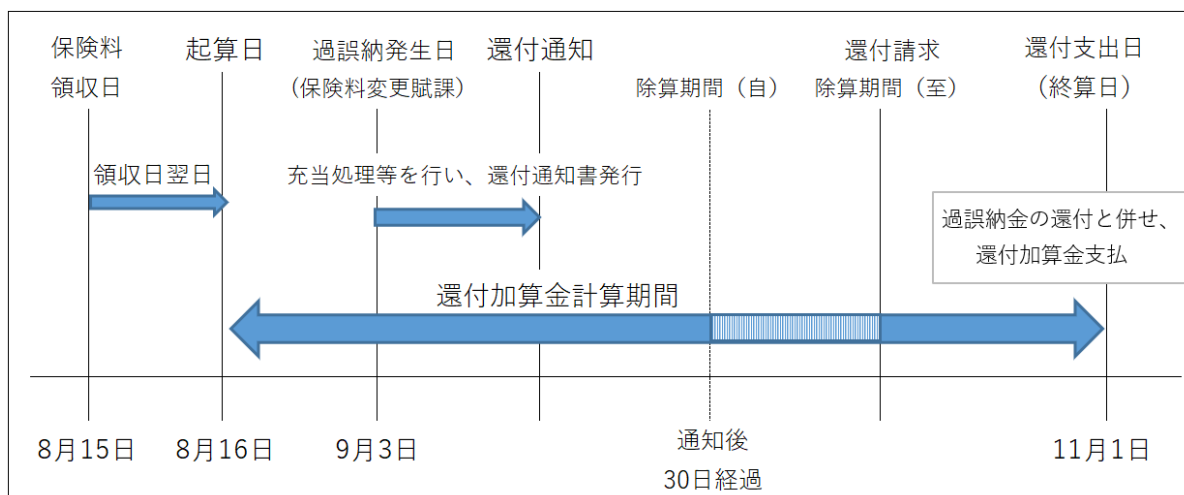 保険料
領収日
起算日
過誤納発生日
(保険料変更賦課)
還付通知
除算期間（自）
還付請求
除算期間（至）
還付支出日
（終算日）
領収日翌日
充当処理等を行い、還付通知書発行
過誤納金の還付と併せ、
還付加算金支払
還付加算金計算期間
8月15日
8月16日
9月3日
通知後
30日経過
11月1日